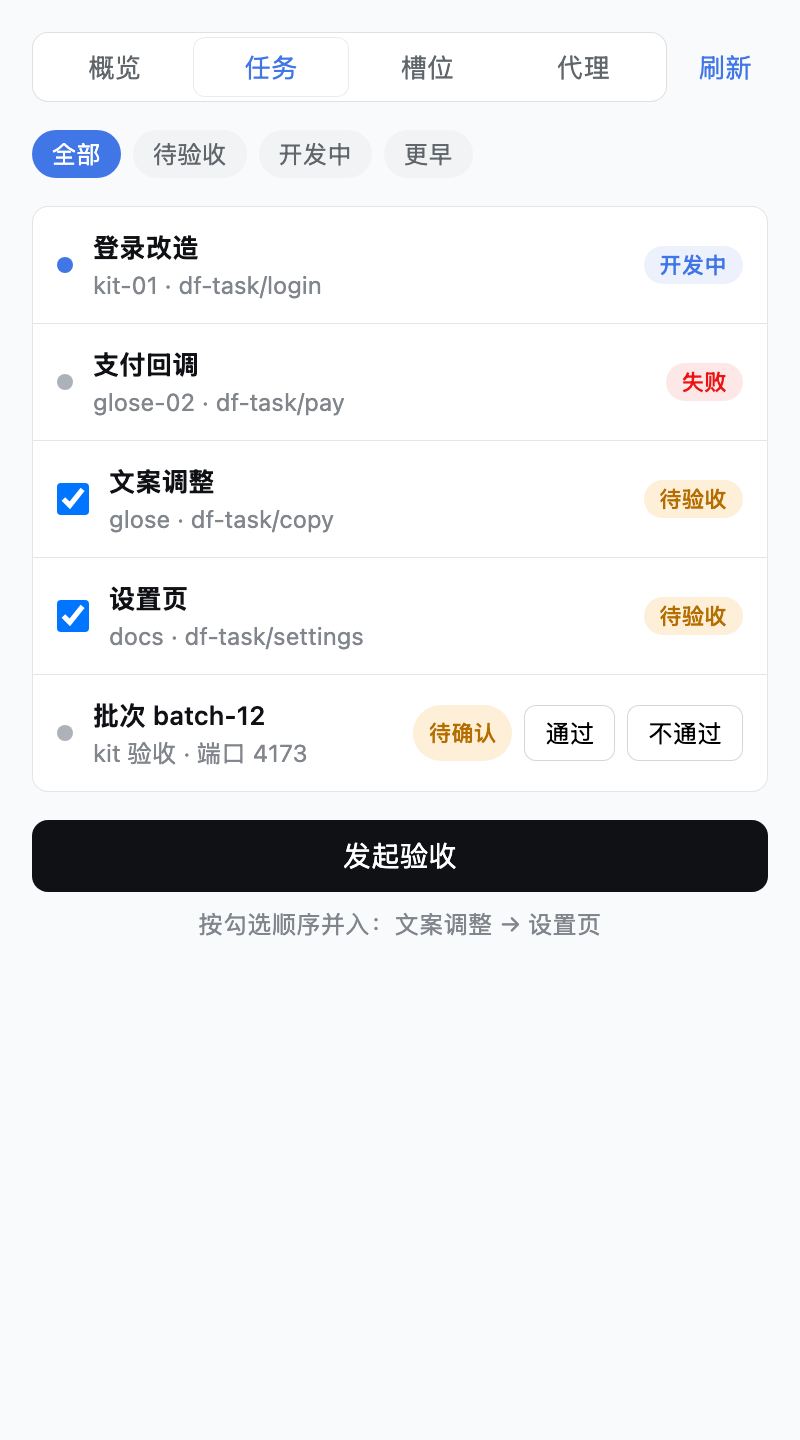 概览 任务 槽位 代理 刷新
全部 待验收 开发中 更早
登录改造
kit-01 · df-task/login
开发中
支付回调
glose-02 · df-task/pay
失败
文案调整
glose · df-task/copy
待验收
设置页
docs · df-task/settings
待验收
批次 batch-12
kit 验收 · 端口 4173
待确认 通过 不通过
发起验收
按勾选顺序并入：文案调整 → 设置页